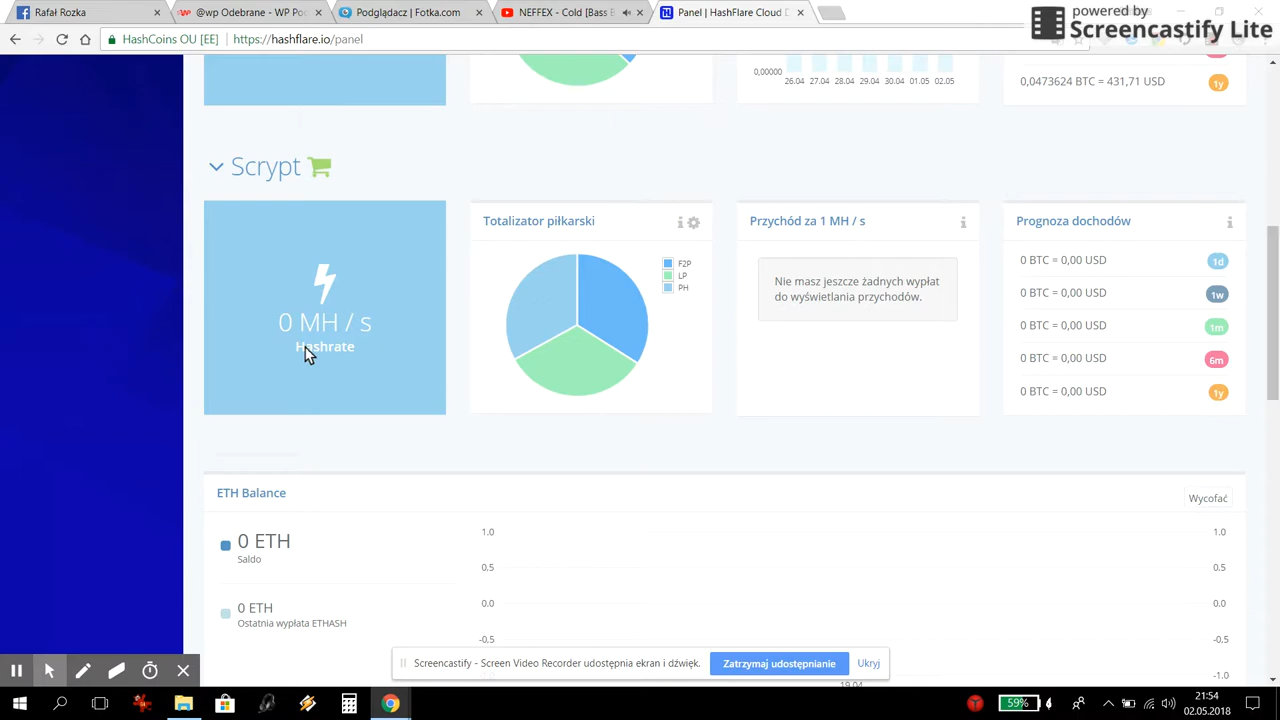 Rafał Rozka
@wp Odebrane - WP Po
Podglądacz | Fotka.com
NEFFEX - Cold [Bass
Panel | HashFlare Cloud
powered by
Screencastify Lite
HashCoins OU [EE]
https://hashflare.io/panel
0,00000
26.04 27.04 28.04 29.04 30.04 01.05 02.05
0,0473624 BTC = 431,71 USD
1y
Scrypt
0 MH / s
Hashrate
Totalizator piłkarski
F2P
LP
PH
Przychód za 1 MH / s
Nie masz jeszcze żadnych wypłat
do wyświetlania przychodów.
Prognoza dochodów
0 BTC = 0,00 USD 1d
0 BTC = 0,00 USD 1w
0 BTC = 0,00 USD 1m
0 BTC = 0,00 USD 6m
0 BTC = 0,00 USD 1y
ETH Balance
Wycofać
0 ETH
Saldo
0 ETH
Ostatnia wypłata ETHASH
1.0 1.0
0,5 0.5
0.0 0.0
-0,5 -0.5
-1.0
19.04
Screencastify - Screen Video Recorder udostępnia ekran i dźwięk.
Zatrzymaj udostępnianie
Ukryj
59%
21:54
02.05.2018